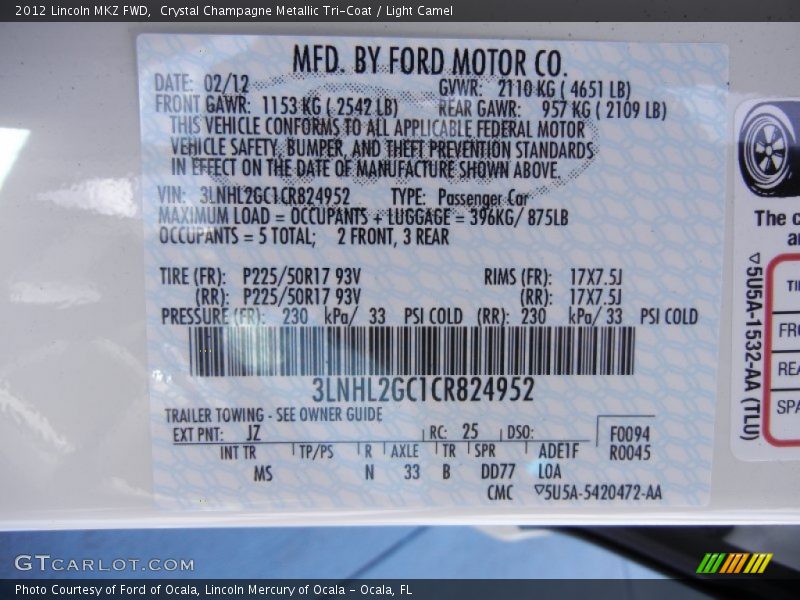 2012 Lincoln MKZ FWD,  Crystal Champagne Metallic Tri-Coat / Light Camel
MFD. BY FORD MOTOR CO.
DATE: 02/12 GVWR: 2110 KG ( 4651 LB)
FRONT GAWR: 1153 KG ( 2542 LB) REAR GAWR: 957 KG ( 2109 LB)
THIS VEHICLE CONFORMS TO ALL APPLICABLE FEDERAL MOTOR
VEHICLE SAFETY, BUMPER, AND THEFT PREVENTION STANDARDS
IN EFFECT ON THE DATE OF MANUFACTURE SHOWN ABOVE.
VIN: 3LNHL2GC1CR824952 TYPE: Passenger Car
MAXIMUM LOAD = OCCUPANTS + LUGGAGE = 396KG/ 875LB
OCCUPANTS = 5 TOTAL; 2 FRONT, 3 REAR
TIRE (FR): P225/50R17 93V RIMS (FR): 17X7.5J
(RR): P225/50R17 93V (RR): 17X7.5J
PRESSURE (FR): 230 kPa/ 33 PSI COLD (RR): 230 kPa/ 33 PSI COLD
3LNHL2GC1CR824952
TRAILER TOWING - SEE OWNER GUIDE
EXT PNT: JZ RC: 25 DSO: F0094
INT TR TP/PS R AXLE TR SPR ADE1F R0045
MS N 33 B DD77 LOA
CMC ▽5U5A-5420472-AA
The c
a
▽5U5A-1532-AA (TLU)
TI
FRO
REA
SPA
GTCARLOT.COM
Photo Courtesy of Ford of Ocala, Lincoln Mercury of Ocala - Ocala, FL